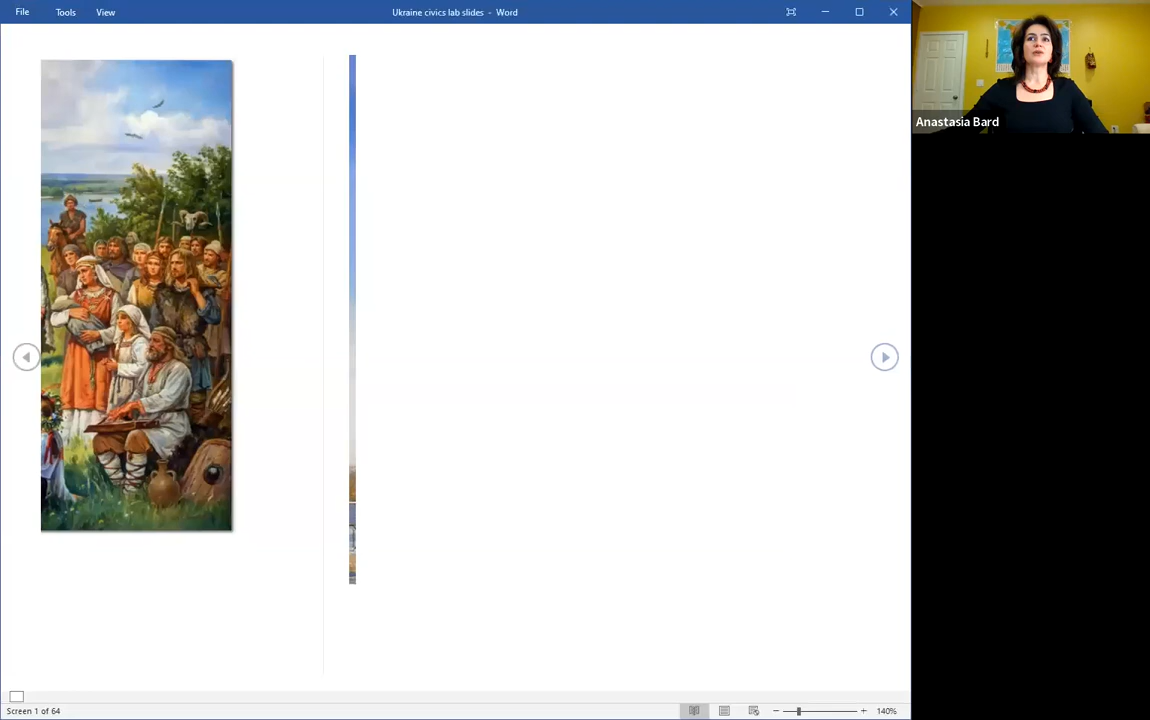 File Tools View Ukraine civics lab slides - Word
Anastasia Bard
Screen 1 of 64 140%